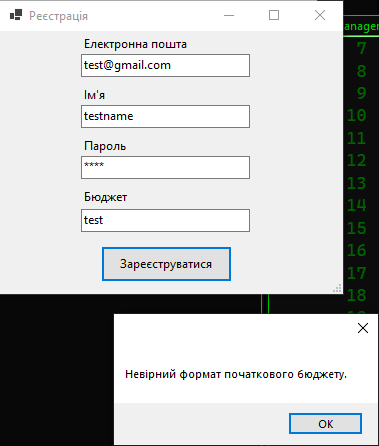 Реєстрація
Електронна пошта
test@gmail.com
Ім'я
testname
Пароль
****
Бюджет
test
Зареєструватися
anager
7
8
9
10
11
12
13
14
15
16
17
18
Невірний формат початкового бюджету.
OK